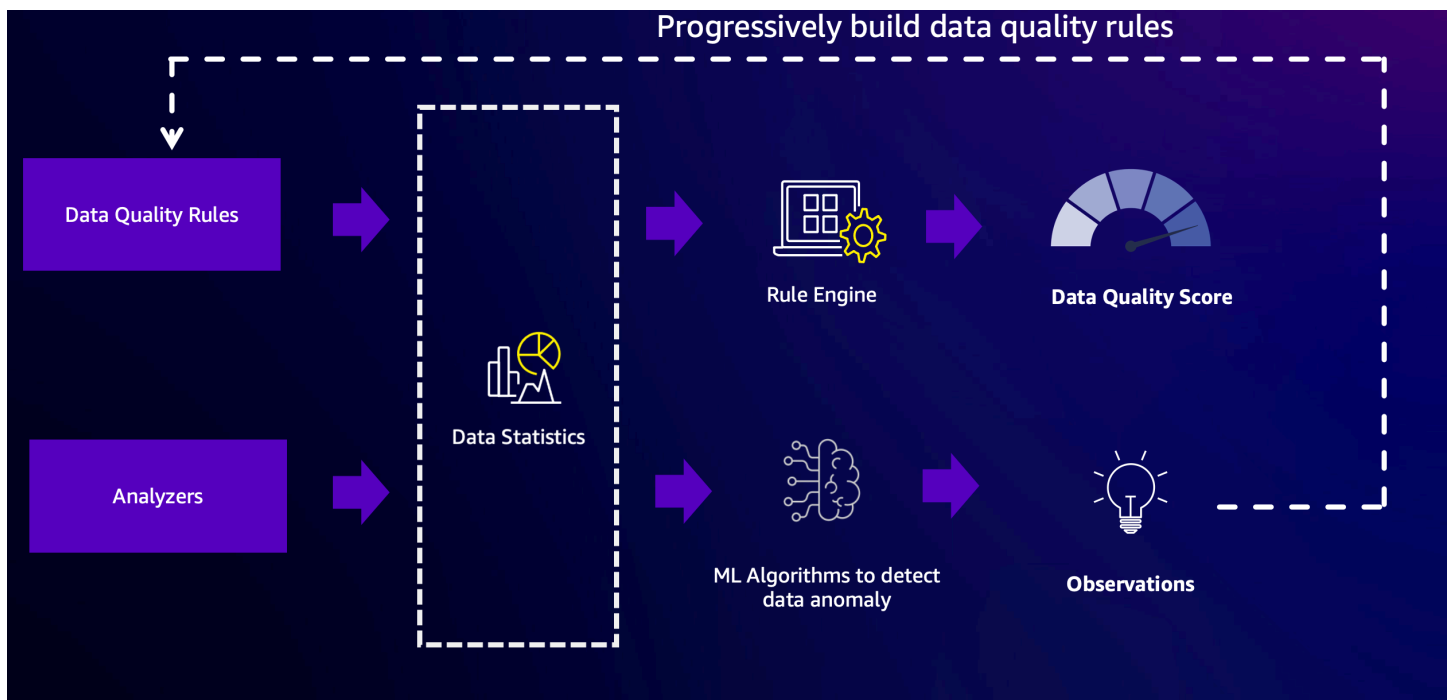 Progressively build data quality rules
Data Quality Rules
Rule Engine
Data Quality Score
Data Statistics
Analyzers
ML Algorithms to detect
data anomaly
Observations